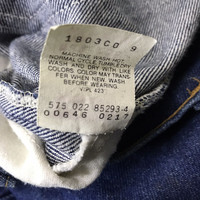 1803CO 9
MACHINE WASH HOT
NORMAL CYCLE, TUMBLE DRY
WASH AND DRY WITH LIKE
COLORS. COLOR MAY TRANS-
FER WHEN NEW. WASH
BEFORE WEARING.
575 022 85293-4
00646 0217